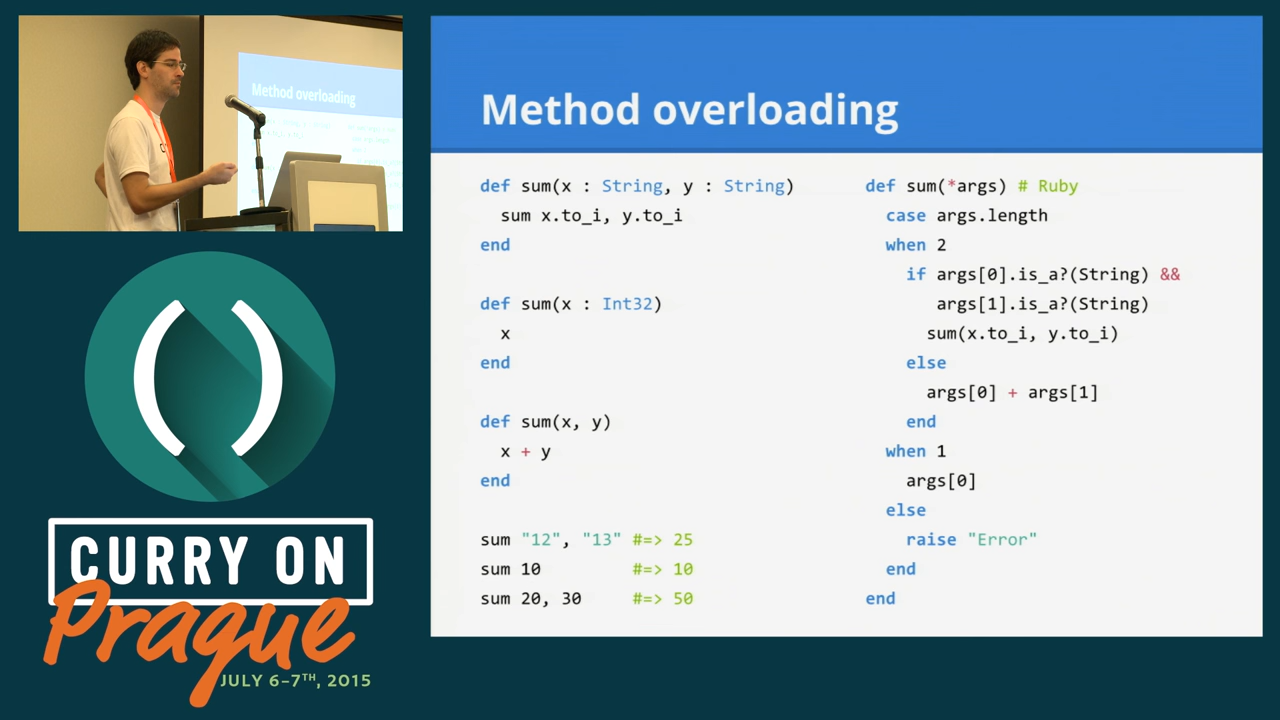 Method overloading
Method overloading
def sum(x : String, y : String)
  sum x.to_i, y.to_i
end
def sum(x : Int32)
  x
end
def sum(x, y)
  x + y
end
sum "12", "13" #=> 25
sum 10         #=> 10
sum 20, 30     #=> 50
def sum(*args) # Ruby
  case args.length
  when 2
    if args[0].is_a?(String) &&
       args[1].is_a?(String)
      sum(x.to_i, y.to_i)
    else
      args[0] + args[1]
    end
  when 1
    args[0]
  else
    raise "Error"
  end
end
CURRY ON
Prague
JULY 6-7TH, 2015